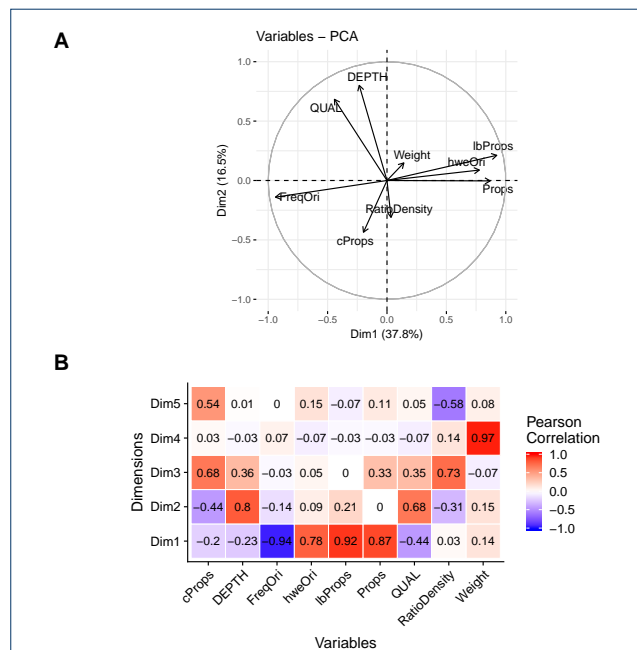 A
Variables − PCA
1.0
0.5
0.0
−0.5
−1.0
Dim2 (16.5%)
DEPTH
QUAL
lbProps
hweOri
Weight
Props
FreqOri
RatioDensity
cProps
−1.0 −0.5 0.0 0.5 1.0
Dim1 (37.8%)
B
Dimensions
Dim5 0.54 0.01 0 0.15 −0.07 0.11 0.05 −0.58 0.08
Dim4 0.03 −0.03 0.07 −0.07 −0.03 −0.03 −0.07 0.14 0.97
Dim3 0.68 0.36 −0.03 0.05 0 0.33 0.35 0.73 −0.07
Dim2 −0.44 0.8 −0.14 0.09 0.21 0 0.68 −0.31 0.15
Dim1 −0.2 −0.23 −0.94 0.78 0.92 0.87 −0.44 0.03 0.14
cProps DEPTH FreqOri hweOri lbProps Props QUAL RatioDensity Weight
Variables
Pearson
Correlation
1.0
0.5
0.0
−0.5
−1.0